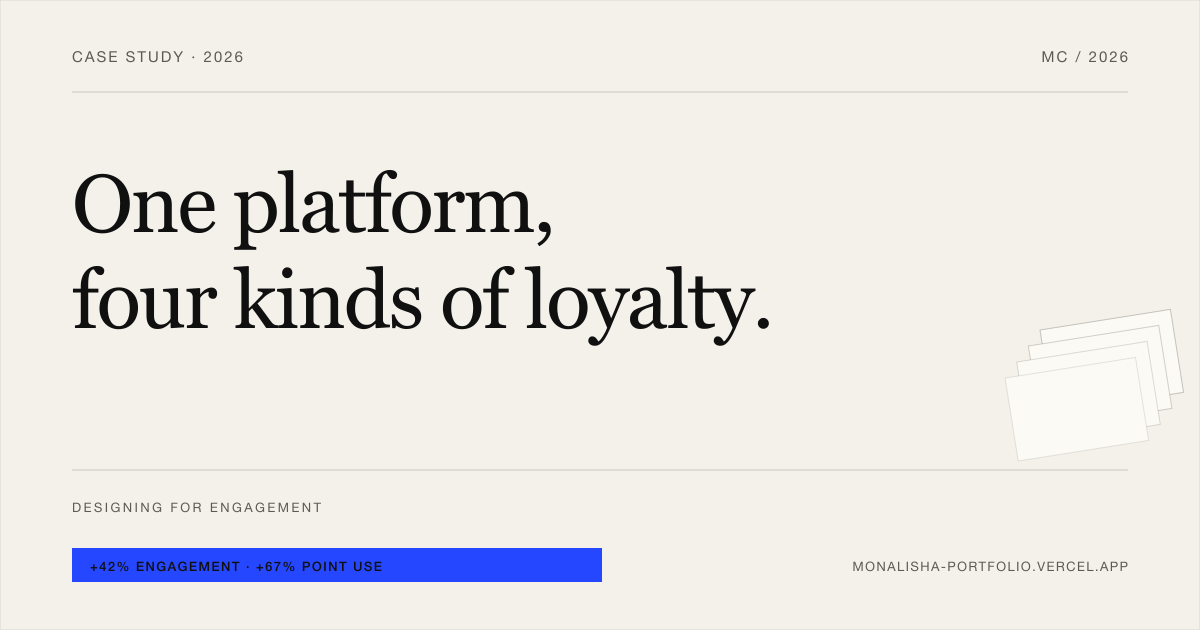 CASE STUDY · 2026
MC / 2026
One platform,
four kinds of loyalty.
DESIGNING FOR ENGAGEMENT
+42% ENGAGEMENT · +67% POINT USE
MONALISHA-PORTFOLIO.VERCEL.APP